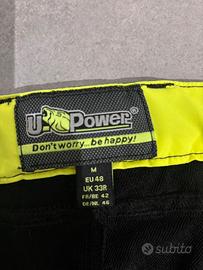 U-Power
Don't worry...be happy!
M
EU 48
UK 33R
FR/BE 42
DE/NL 46
subito